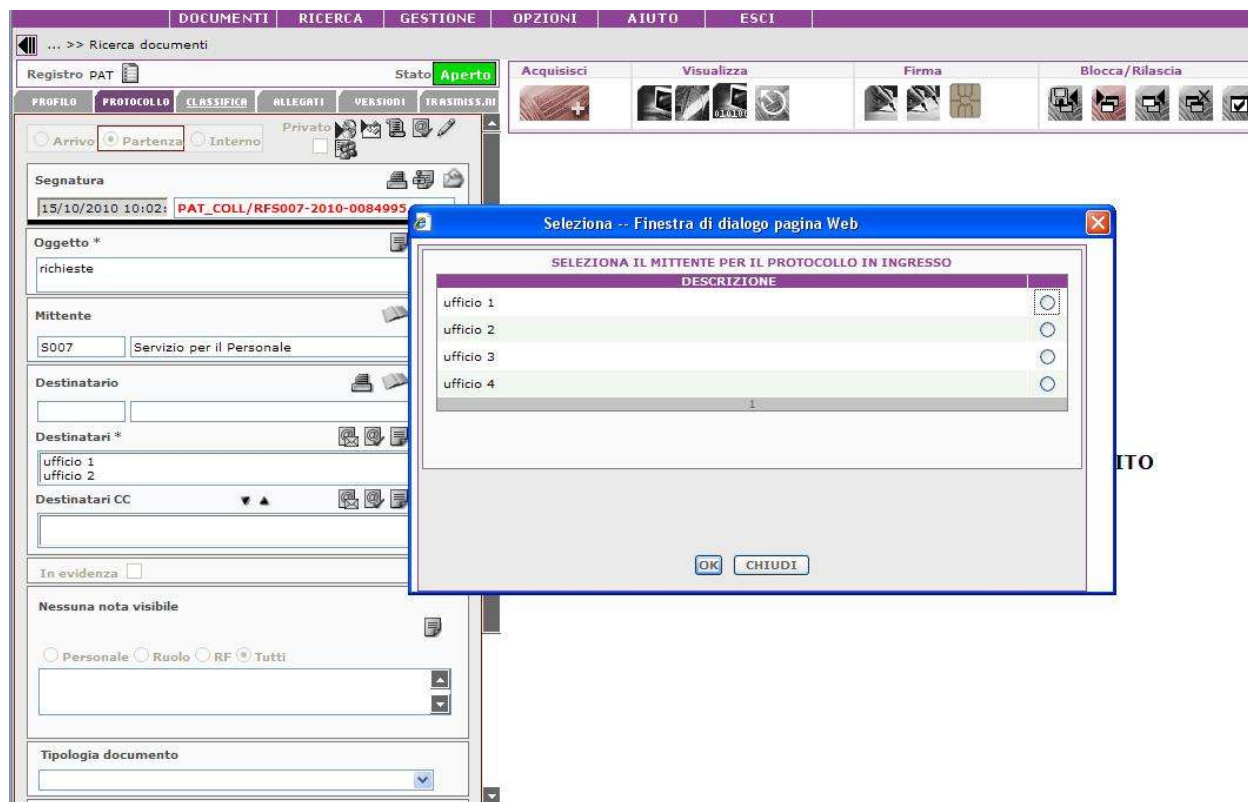 DOCUMENTI RICERCA GESTIONE OPZIONI AIUTO ESCI
... >> Ricerca documenti
Registro PAT Stato Aperto
PROFILO PROTOCOLLO CLASSIFICA ALLEGATI VERSIONI TRASMISS.NI
Acquisisci Visualizza Firma Blocca/Rilascia
Arrivo Partenza Interno Privato
Segnatura
15/10/2010 10:02: PAT_COLL/RFS007-2010-0084995
Oggetto *
richieste
Mittente
S007 Servizio per il Personale
Destinatario
Destinatari *
ufficio 1
ufficio 2
Destinatari CC
In evidenza
Nessuna nota visibile
Personale Ruolo RF Tutti
Tipologia documento
Seleziona -- Finestra di dialogo pagina Web
SELEZIONA IL MITTENTE PER IL PROTOCOLLO IN INGRESSO
DESCRIZIONE
ufficio 1
ufficio 2
ufficio 3
ufficio 4
1
OK CHIUDI
ITO